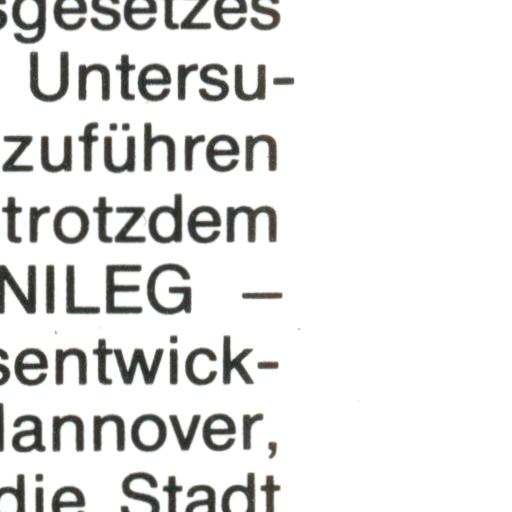 sgesetzes
Untersu-
zuführen
trotzdem
NILEG –
sentwick-
lannover,
die Stadt